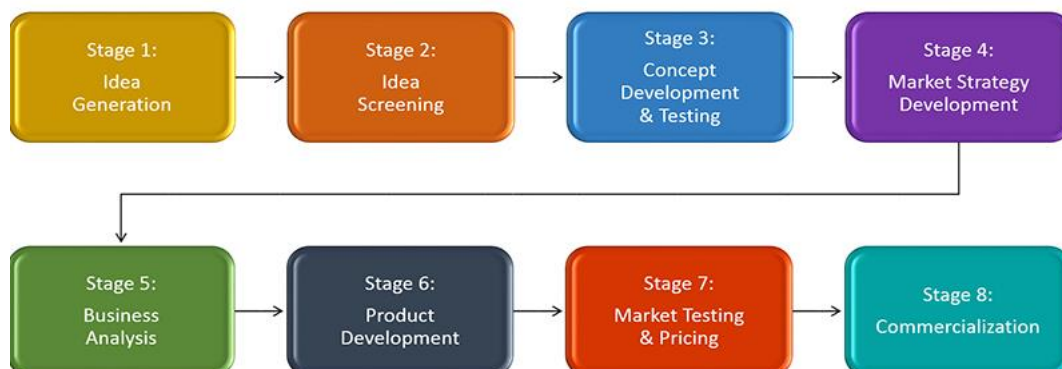 Stage 1:
Idea
Generation
Stage 2:
Idea
Screening
Stage 3:
Concept
Development
& Testing
Stage 4:
Market Strategy
Development
Stage 5:
Business
Analysis
Stage 6:
Product
Development
Stage 7:
Market Testing
& Pricing
Stage 8:
Commercialization